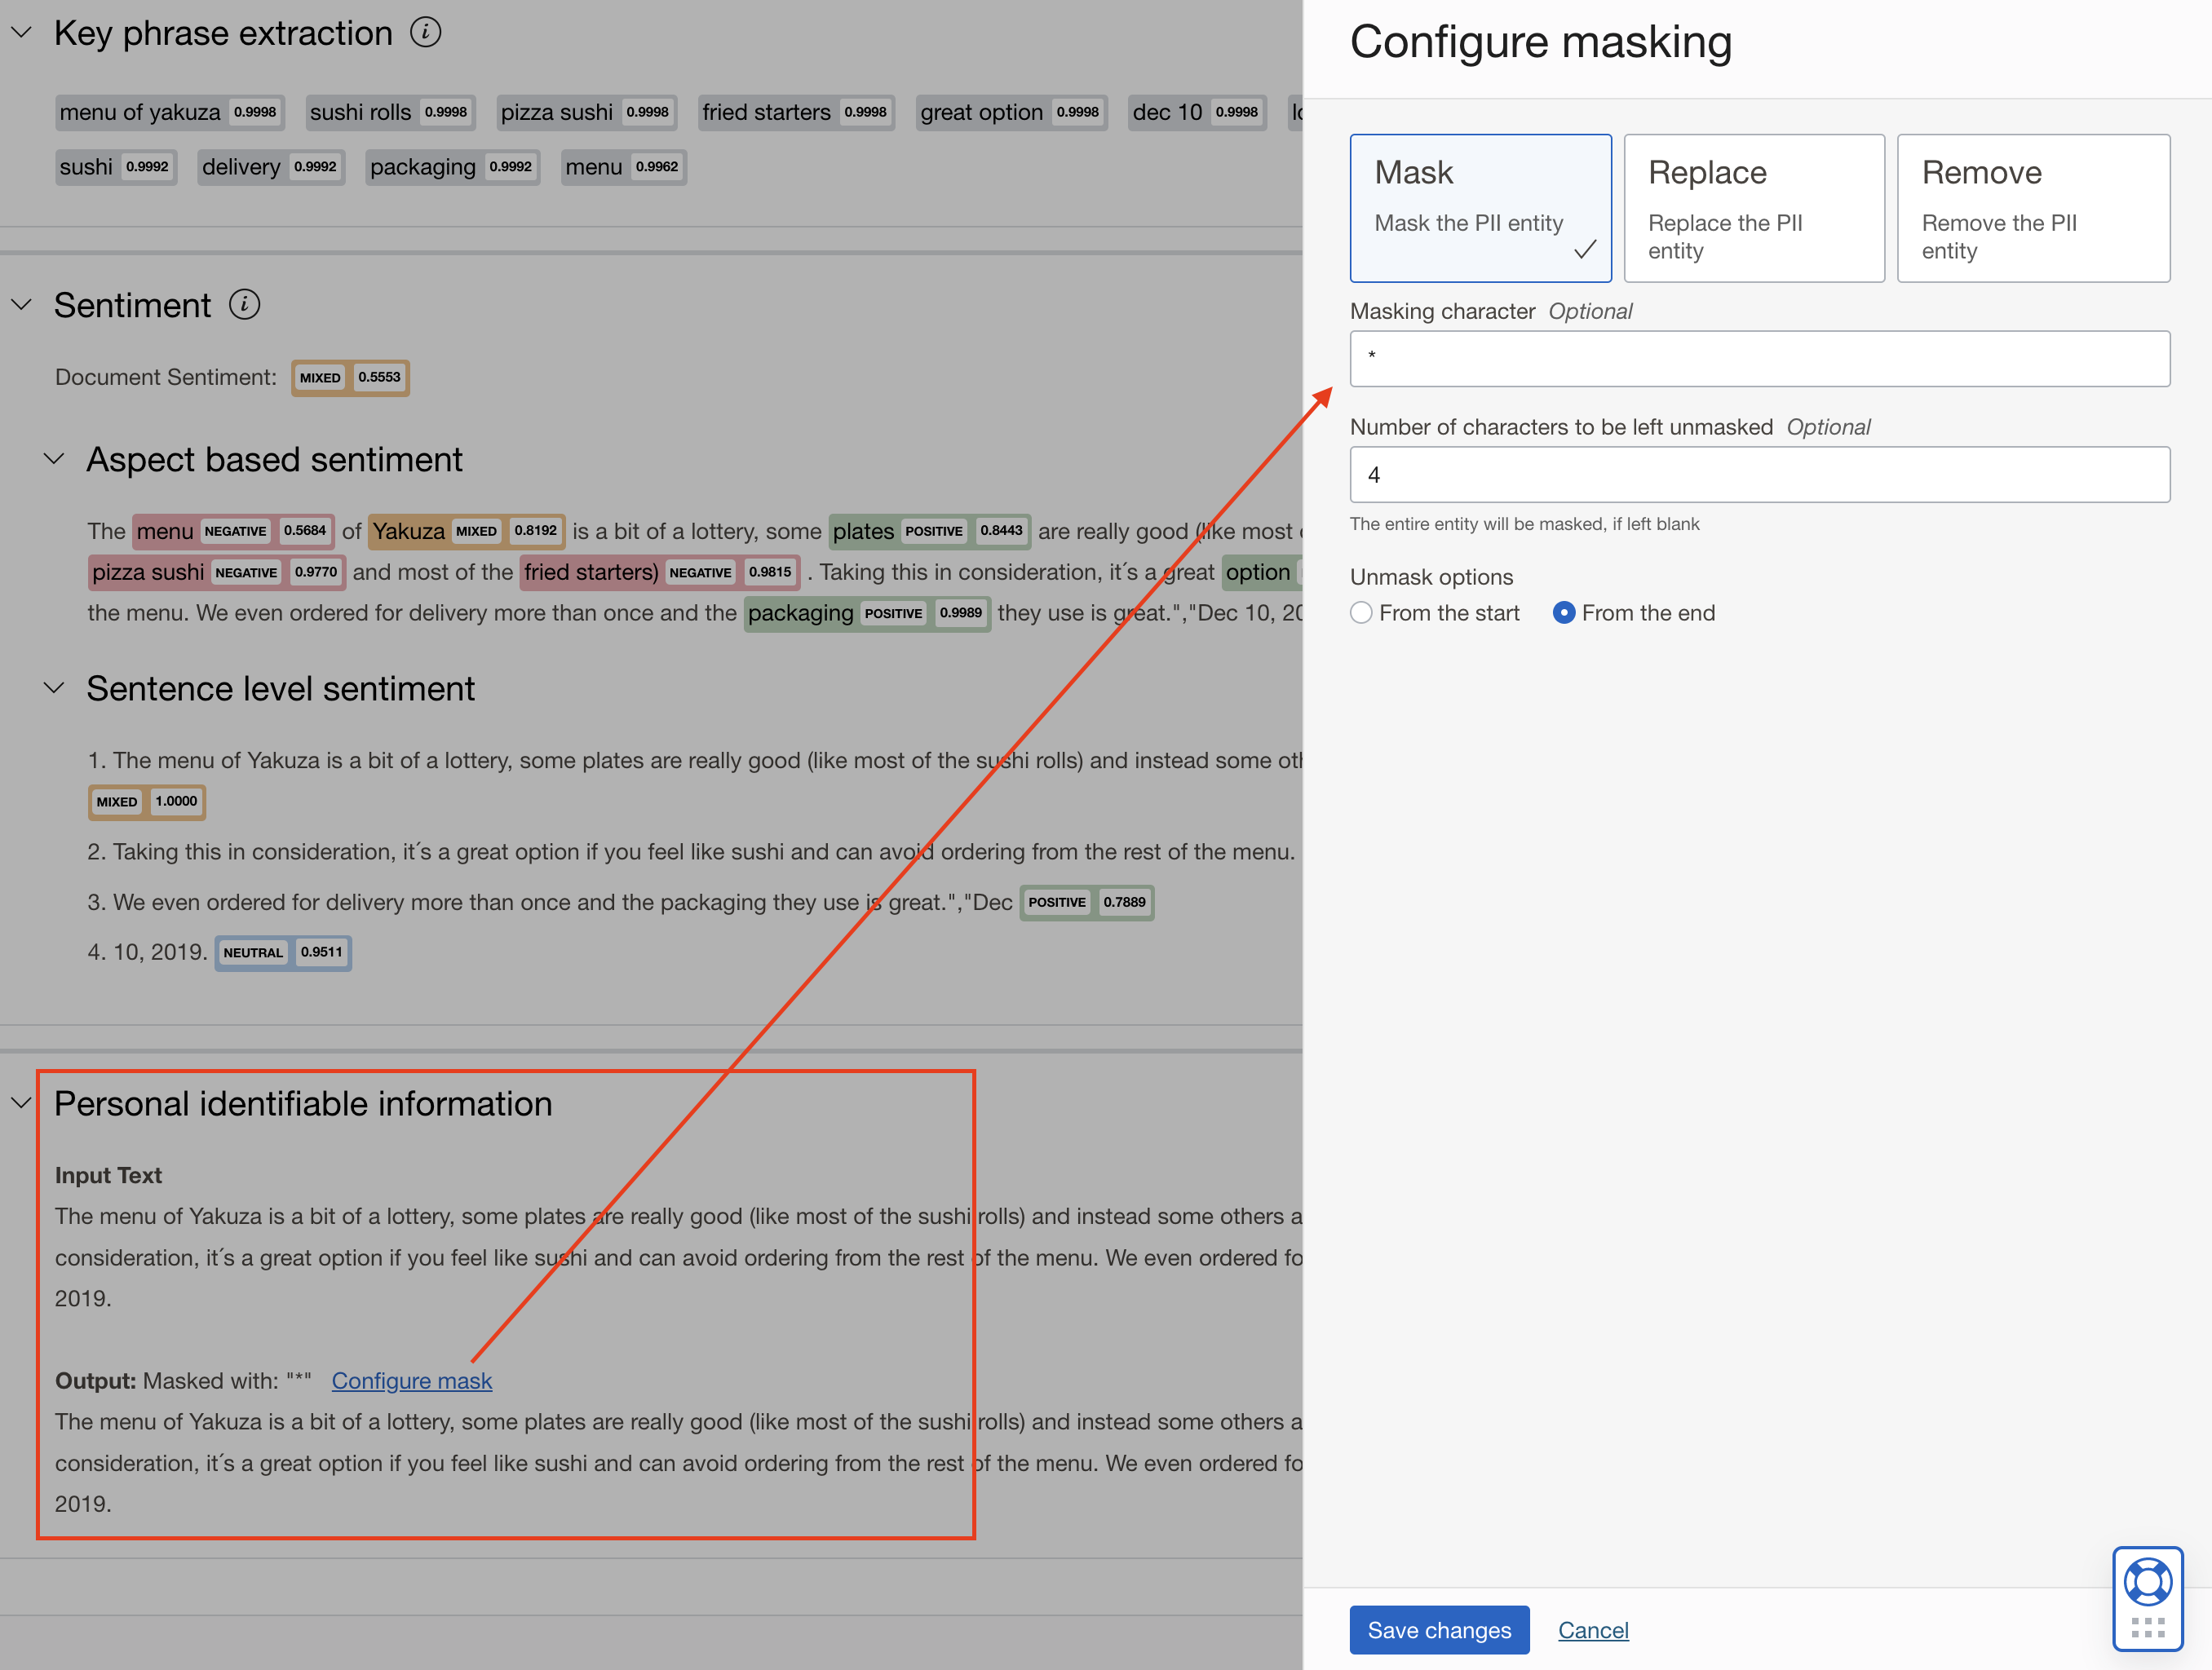 Key phrase extraction i
menu of yakuza 0.9998 sushi rolls 0.9998 pizza sushi 0.9998 fried starters 0.9998 great option 0.9998 dec 10 0.9998
sushi 0.9992 delivery 0.9992 packaging 0.9992 menu 0.9962
Sentiment i
Document Sentiment: MIXED 0.5553
Aspect based sentiment
The menu NEGATIVE 0.5684 of Yakuza MIXED 0.8192 is a bit of a lottery, some plates POSITIVE 0.8443 are really good (like most
pizza sushi NEGATIVE 0.9770 and most of the fried starters) NEGATIVE 0.9815 . Taking this in consideration, it´s a great option
the menu. We even ordered for delivery more than once and the packaging POSITIVE 0.9989 they use is great.","Dec 10, 20
Sentence level sentiment
1. The menu of Yakuza is a bit of a lottery, some plates are really good (like most of the sushi rolls) and instead some
MIXED 1.0000
2. Taking this in consideration, it´s a great option if you feel like sushi and can avoid ordering from the rest of the menu.
3. We even ordered for delivery more than once and the packaging they use is great.","Dec POSITIVE 0.7889
4. 10, 2019. NEUTRAL 0.9511
Personal identifiable information
Input Text
The menu of Yakuza is a bit of a lottery, some plates are really good (like most of the sushi rolls) and instead some others a
consideration, it´s a great option if you feel like sushi and can avoid ordering from the rest of the menu. We even ordered fo
2019.
Output: Masked with: "*" Configure mask
The menu of Yakuza is a bit of a lottery, some plates are really good (like most of the sushi rolls) and instead some others a
consideration, it´s a great option if you feel like sushi and can avoid ordering from the rest of the menu. We even ordered fo
2019.
Configure masking
Mask
Mask the PII entity
Replace
Replace the PII
entity
Remove
Remove the PII
entity
Masking character Optional
*
Number of characters to be left unmasked Optional
4
The entire entity will be masked, if left blank
Unmask options
From the start From the end
Save changes Cancel